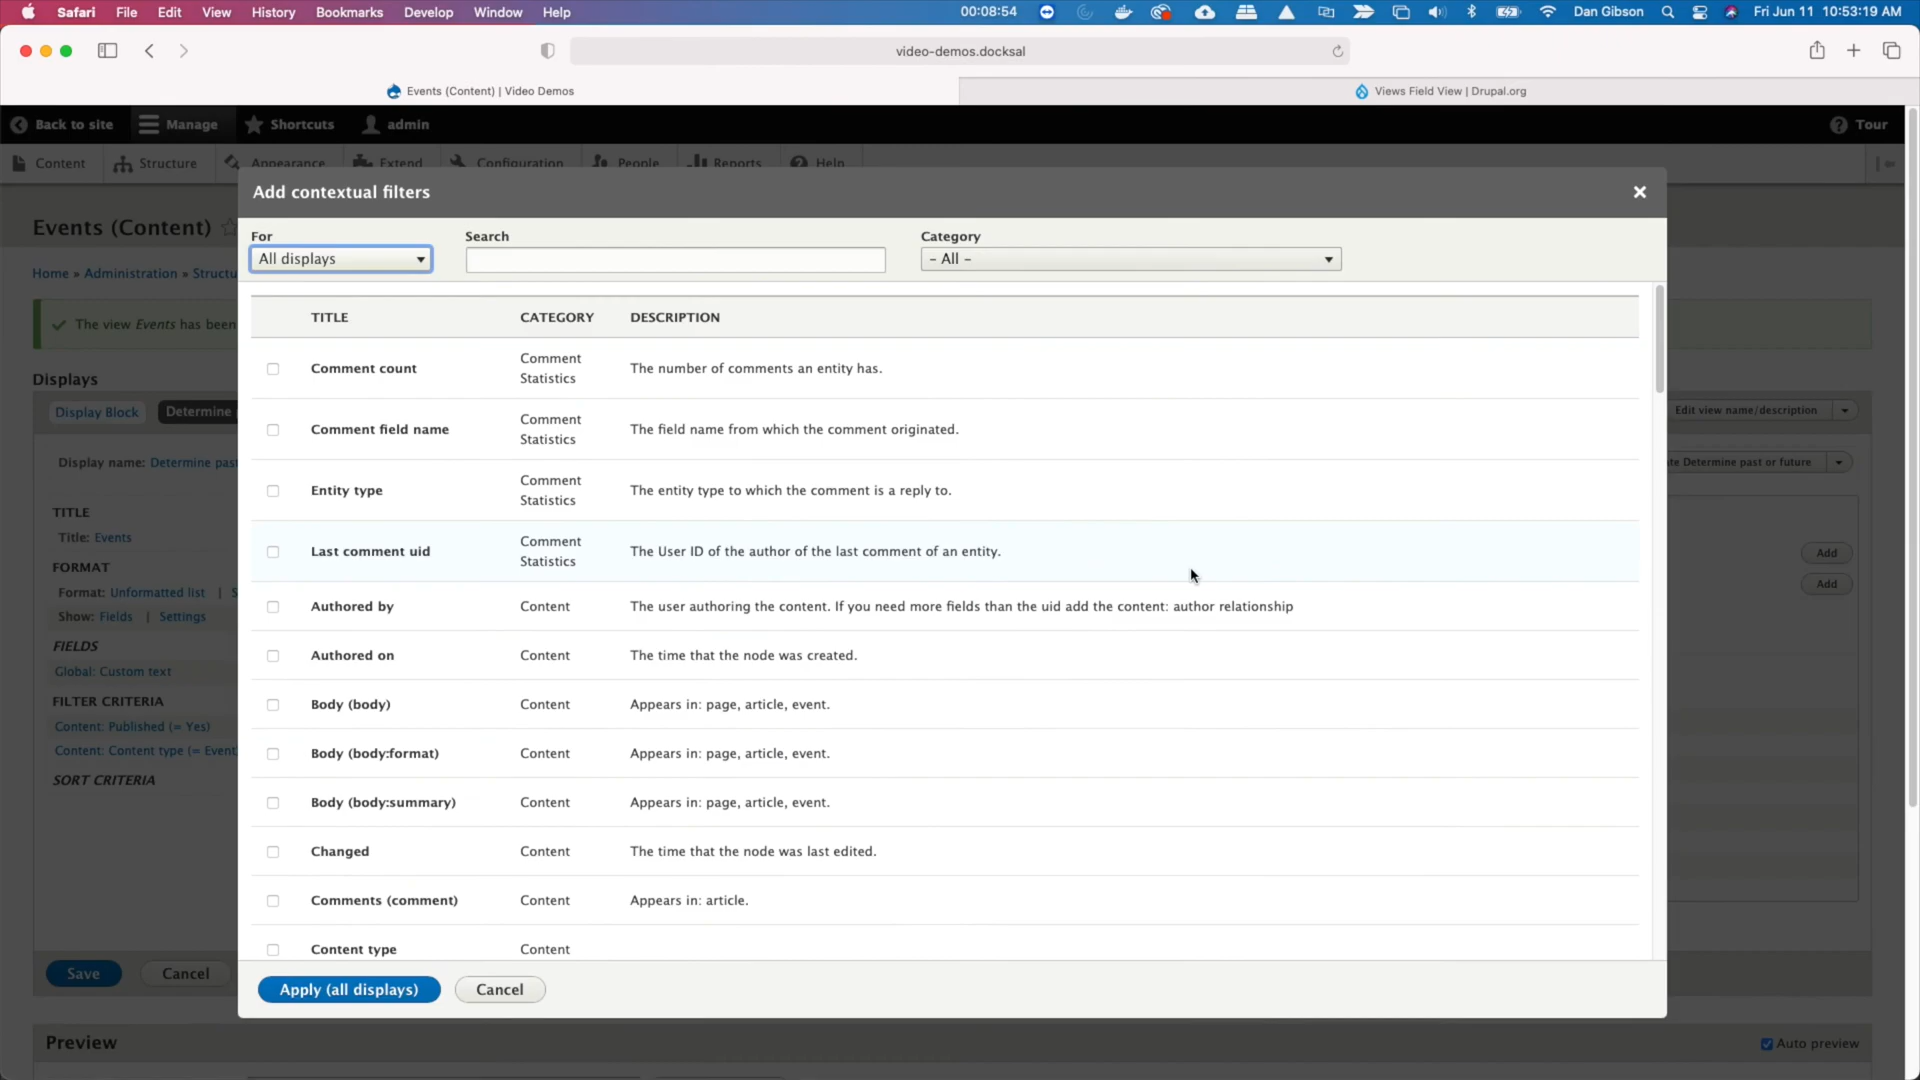 Safari File Edit View History Bookmarks Develop Window Help 00:08:54 Dan Gibson Fri Jun 11 10:53:19 AM
video-demos.docksal
Events (Content) | Video Demos
Views Field View | Drupal.org
Back to site Manage Shortcuts admin Tour
Content Structure Appearance Extend Configuration People Reports Help
Add contextual filters
Events (Content)
For
All displays
Search
Category
- All -
Home » Administration » Structu
The view Events has been
Displays
Display Block
Determine
Edit view name/description
Display name: Determine past
te Determine past or future
TITLE
Title: Events
FORMAT
Format: Unformatted list | S
Show: Fields | Settings
FIELDS
Global: Custom text
FILTER CRITERIA
Content: Published (= Yes)
Content: Content type (= Event
SORT CRITERIA
Add
Add
TITLE CATEGORY DESCRIPTION
Comment count Comment Statistics The number of comments an entity has.
Comment field name Comment Statistics The field name from which the comment originated.
Entity type Comment Statistics The entity type to which the comment is a reply to.
Last comment uid Comment Statistics The User ID of the author of the last comment of an entity.
Authored by Content The user authoring the content. If you need more fields than the uid add the content: author relationship
Authored on Content The time that the node was created.
Body (body) Content Appears in: page, article, event.
Body (body:format) Content Appears in: page, article, event.
Body (body:summary) Content Appears in: page, article, event.
Changed Content The time that the node was last edited.
Comments (comment) Content Appears in: article.
Content type Content
Save Cancel
Apply (all displays) Cancel
Preview
Auto preview